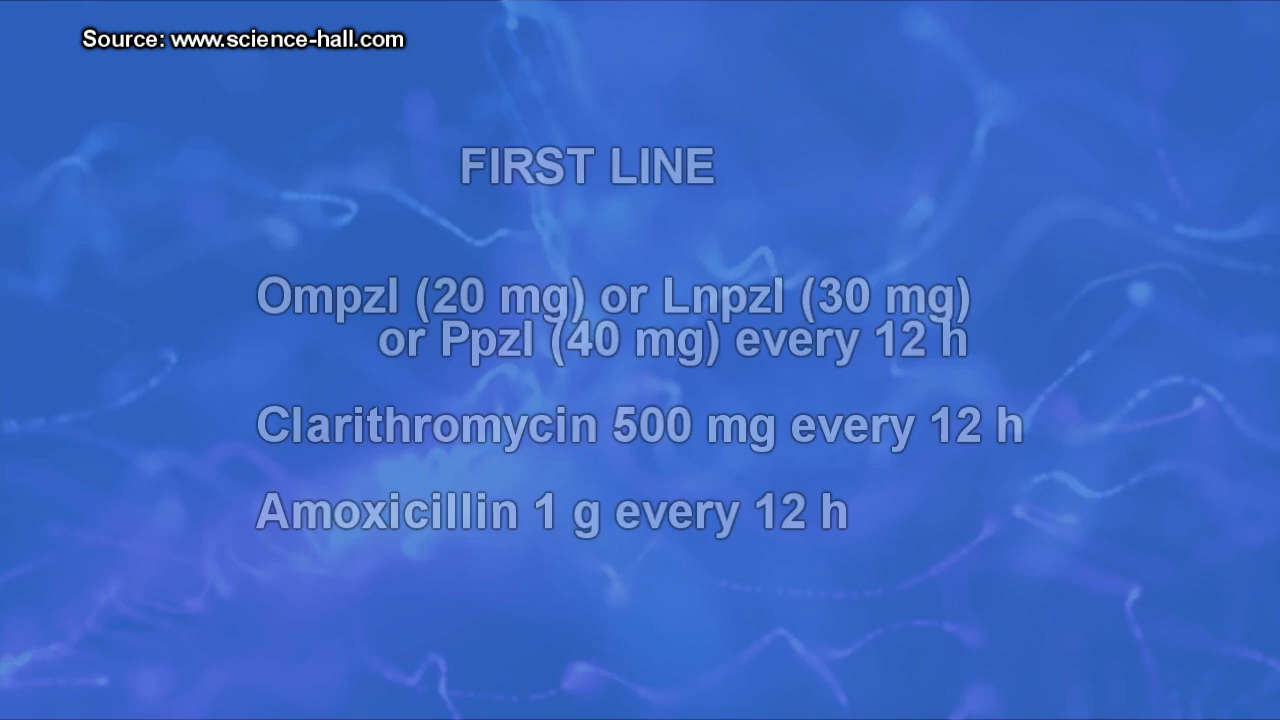 Source: www.science-hall.com
FIRST LINE
Ompzl (20 mg) or Lnpzl (30 mg)
or Ppzl (40 mg) every 12 h
Clarithromycin 500 mg every 12 h
Amoxicillin 1 g every 12 h